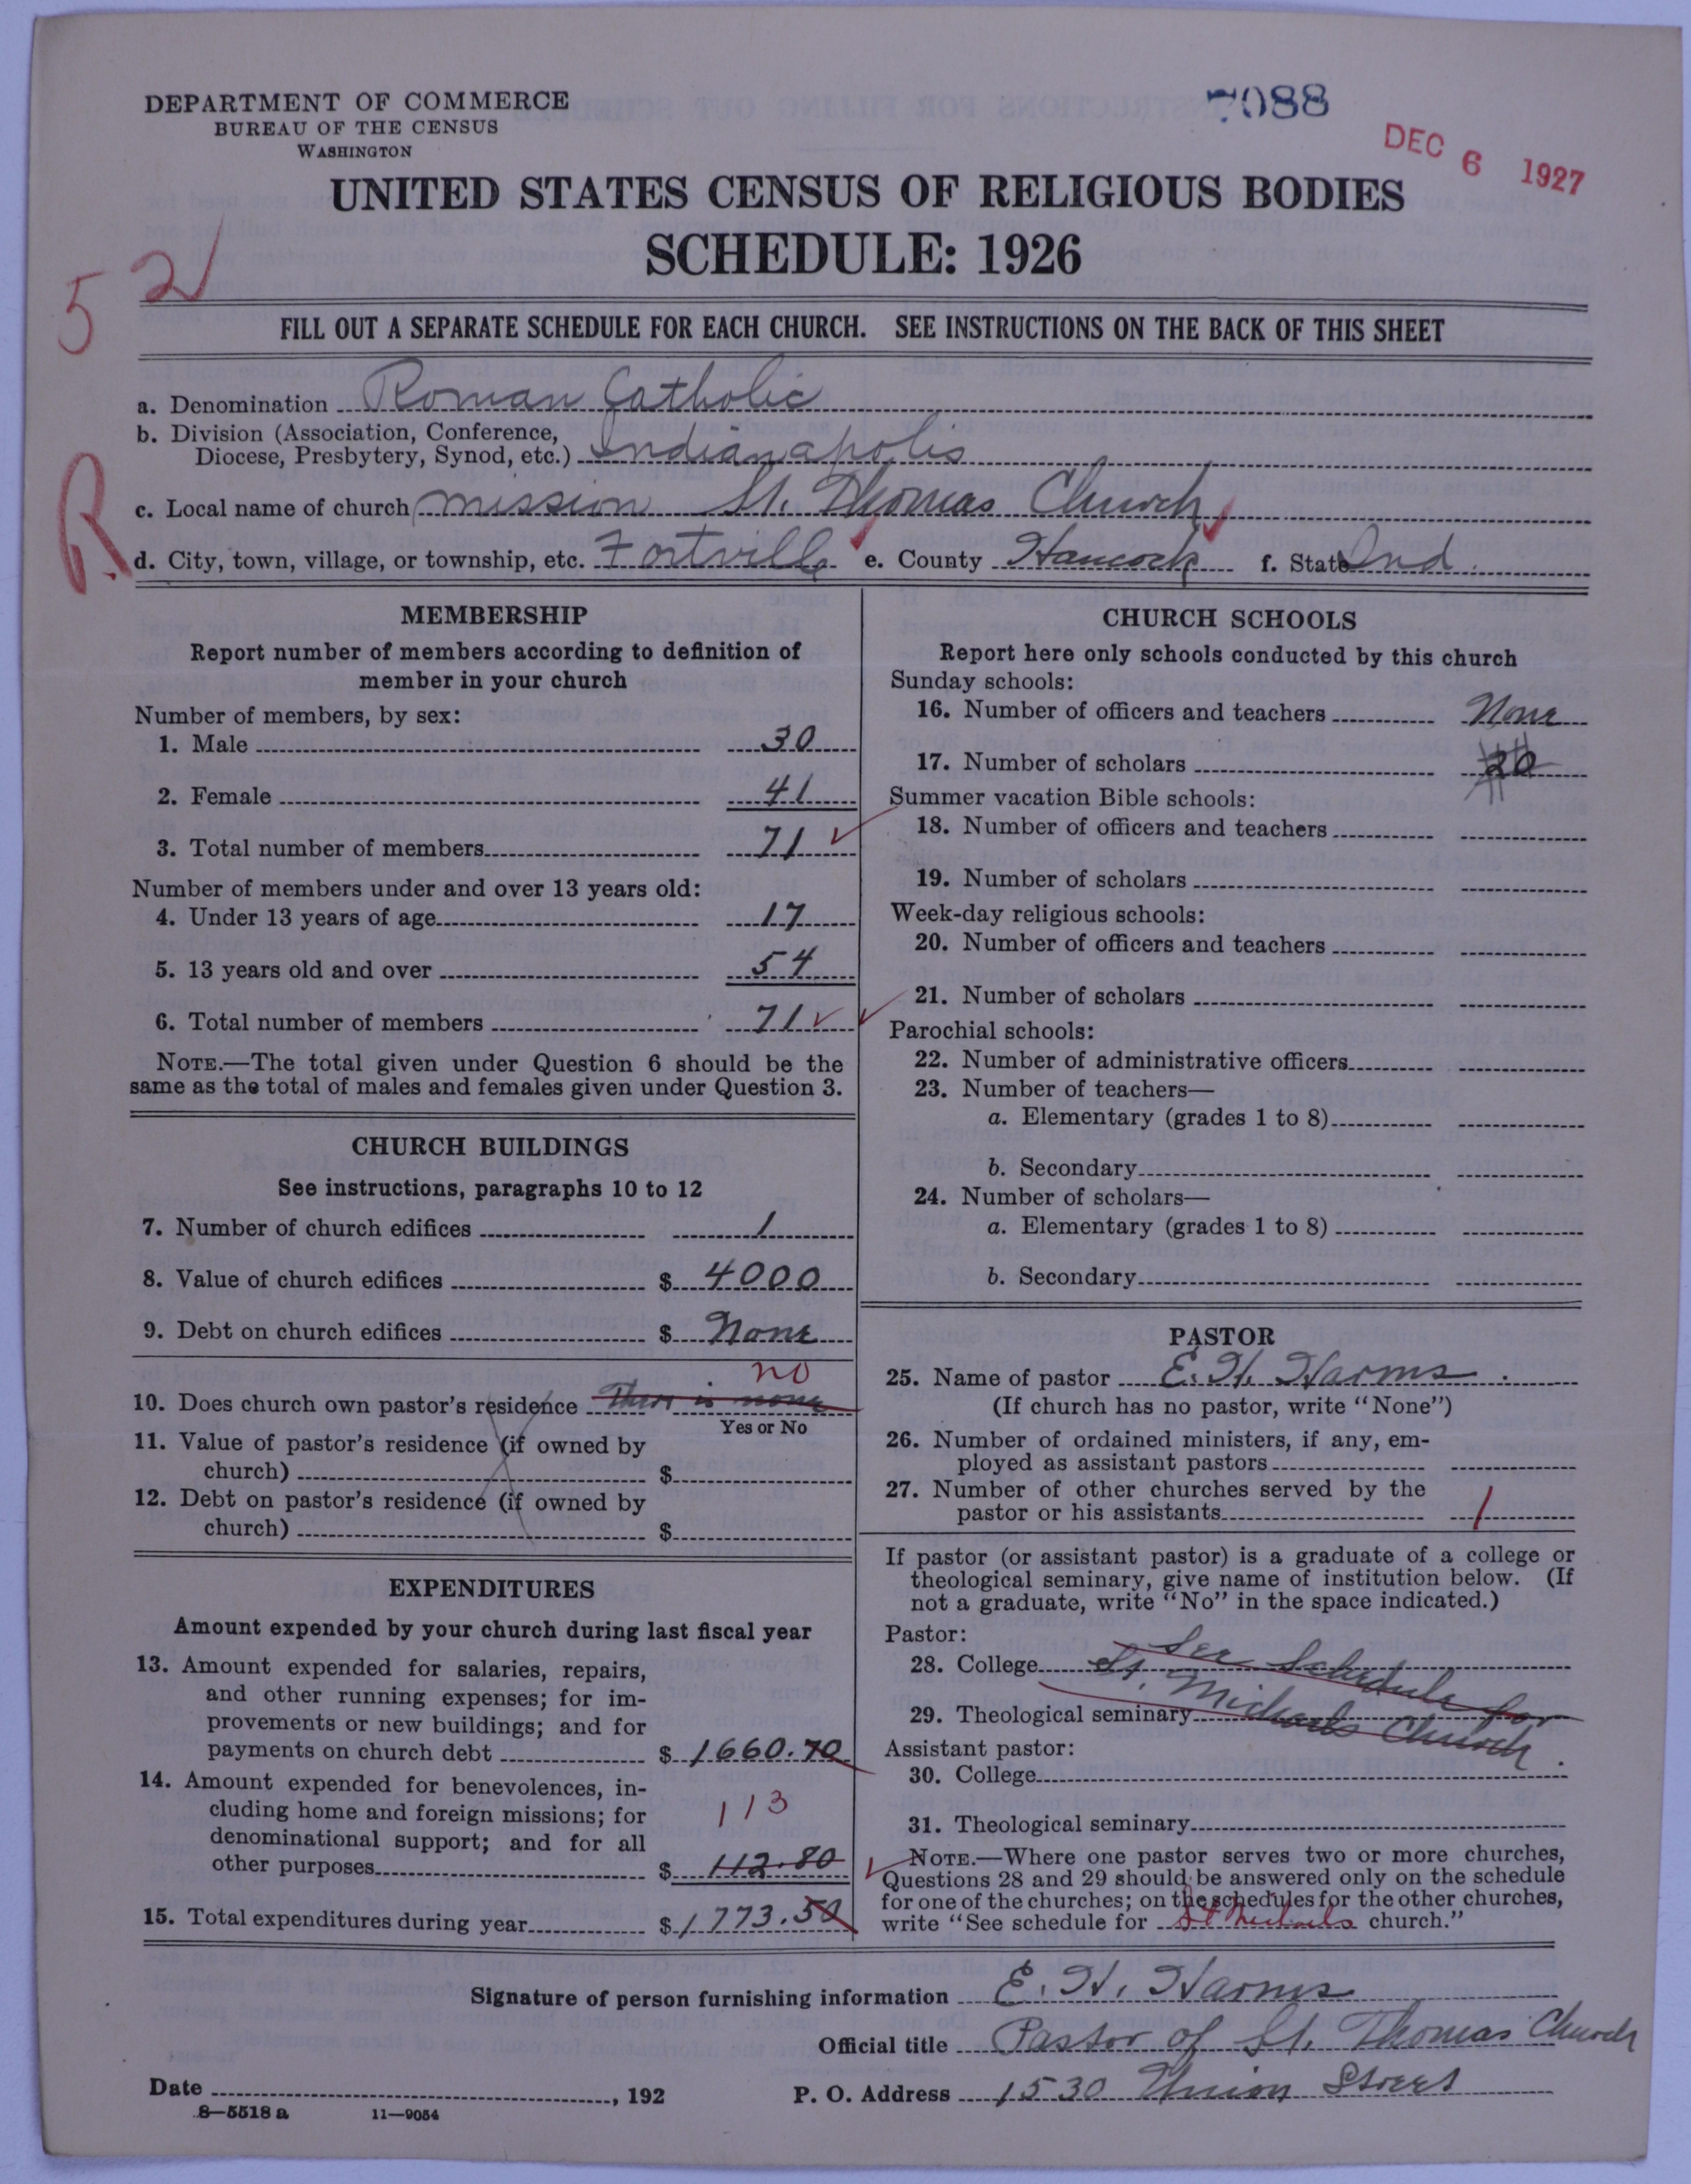 DEPARTMENT OF COMMERCE
BUREAU OF THE CENSUS
WASHINGTON
7088
DEC 6 1927
UNITED STATES CENSUS OF RELIGIOUS BODIES
SCHEDULE: 1926
52
FILL OUT A SEPARATE SCHEDULE FOR EACH CHURCH. SEE INSTRUCTIONS ON THE BACK OF THIS SHEET
a. Denomination Roman Catholic
b. Division (Association, Conference,
Diocese, Presbytery, Synod, etc.) Indianapolis
R
c. Local name of church mission St. Thomas Church
d. City, town, village, or township, etc. Fortville e. County Hancock f. State Ind
MEMBERSHIP
Report number of members according to definition of
member in your church
Number of members, by sex:
1. Male 30
2. Female 41
3. Total number of members 71
Number of members under and over 13 years old:
4. Under 13 years of age 17
5. 13 years old and over 54
6. Total number of members 71
NOTE.—The total given under Question 6 should be the
same as the total of males and females given under Question 3.
CHURCH BUILDINGS
See instructions, paragraphs 10 to 12
7. Number of church edifices 1
8. Value of church edifices $ 4000
9. Debt on church edifices $ None
no
10. Does church own pastor's residence There is none
Yes or No
11. Value of pastor's residence (if owned by
church) $
12. Debt on pastor's residence (if owned by
church) $
EXPENDITURES
Amount expended by your church during last fiscal year
13. Amount expended for salaries, repairs,
and other running expenses; for im-
provements or new buildings; and for
payments on church debt $ 1660.70
14. Amount expended for benevolences, in-
cluding home and foreign missions; for 113
denominational support; and for all
other purposes $ 112.80
15. Total expenditures during year $ 1773.50
CHURCH SCHOOLS
Report here only schools conducted by this church
Sunday schools:
16. Number of officers and teachers None
17. Number of scholars 20
Summer vacation Bible schools:
18. Number of officers and teachers
19. Number of scholars
Week-day religious schools:
20. Number of officers and teachers
21. Number of scholars
Parochial schools:
22. Number of administrative officers
23. Number of teachers—
a. Elementary (grades 1 to 8)
b. Secondary
24. Number of scholars—
a. Elementary (grades 1 to 8)
b. Secondary
PASTOR
25. Name of pastor E. H. Harms
(If church has no pastor, write "None")
26. Number of ordained ministers, if any, em-
ployed as assistant pastors
27. Number of other churches served by the
pastor or his assistants 1
If pastor (or assistant pastor) is a graduate of a college or
theological seminary, give name of institution below. (If
not a graduate, write "No" in the space indicated.)
Pastor:
28. College See Schedule for
29. Theological seminary St. Michaels Church
Assistant pastor:
30. College
31. Theological seminary
NOTE.—Where one pastor serves two or more churches,
Questions 28 and 29 should be answered only on the schedule
for one of the churches; on the schedules for the other churches,
write "See schedule for St Michaels church."
Signature of person furnishing information E. H. Harms
Official title Pastor of St. Thomas Church
Date , 192 P. O. Address 1530 Union Street
8—5518 a 11—9054